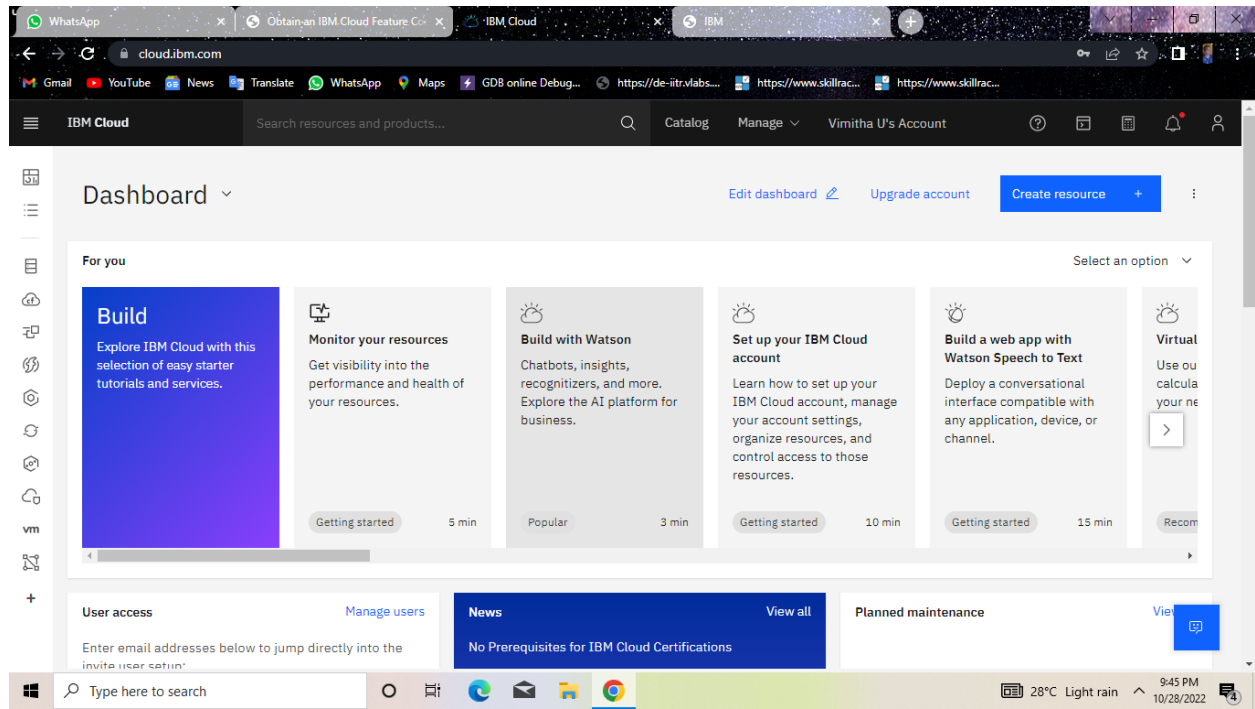 WhatsApp
Obtain-an IBM Cloud Feature Co
IBM Cloud
IBM
cloud.ibm.com
Gmail YouTube News Translate WhatsApp Maps GDB online Debug... https://de-iitr.vlabs.... https://www.skillrac... https://www.skillrac...
IBM Cloud
Search resources and products...
Catalog Manage Vimitha U's Account
Dashboard
Edit dashboard Upgrade account Create resource +
For you
Select an option
Build
Explore IBM Cloud with this
selection of easy starter
tutorials and services.
Monitor your resources
Get visibility into the
performance and health of
your resources.
Getting started 5 min
Build with Watson
Chatbots, insights,
recognitizers, and more.
Explore the AI platform for
business.
Popular 3 min
Set up your IBM Cloud
account
Learn how to set up your
IBM Cloud account, manage
your account settings,
organize resources, and
control access to those
resources.
Getting started 10 min
Build a web app with
Watson Speech to Text
Deploy a conversational
interface compatible with
any application, device, or
channel.
Getting started 15 min
Virtual
Use ou
calcula
your ne
Recom
vm
User access Manage users
Enter email addresses below to jump directly into the
invite user setup:
News View all
No Prerequisites for IBM Cloud Certifications
Planned maintenance
Type here to search
28°C Light rain
9:45 PM
10/28/2022
4